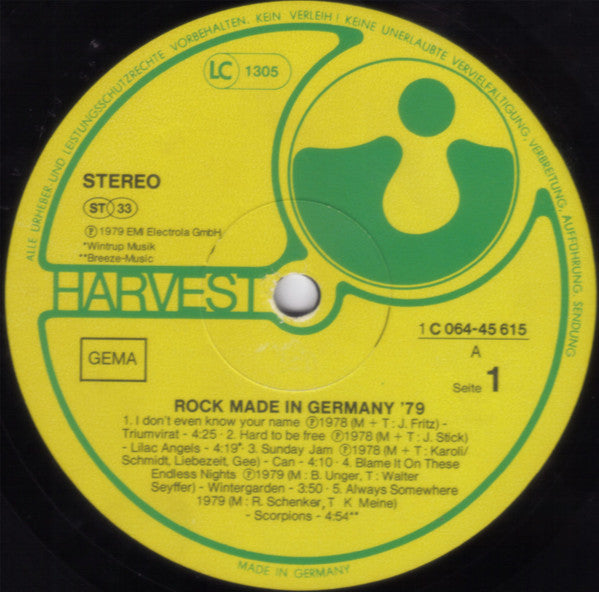 ALLE URHEBER UND LEISTUNGSSCHUTZRECHTE VORBEHALTEN. KEIN VERLEIH! KEINE UNERLAUBTE VERVIELFÄLTIGUNG, VERBREITUNG, AUFFÜHRUNG, SENDUNG
LC 1305
STEREO
ST 33
Ⓟ 1979 EMI Electrola GmbH
*Wintrup Musik
**Breeze-Music
HARVEST
1 C 064-45 615
GEMA
A
Seite 1
ROCK MADE IN GERMANY '79
1. I don't even know your name Ⓟ1978 (M + T : J. Fritz) -
Triumvirat - 4:25 · 2. Hard to be free Ⓟ1978 (M + T : J. Stick)
- Lilac Angels - 4:19* · 3. Sunday Jam Ⓟ1978 (M + T : Karoli/
Schmidt, Liebezeit, Gee) - Can - 4:10 · 4. Blame It On These
Endless Nights Ⓟ1979 (M : B. Unger, T : Walter
Seyffer) - Wintergarden - 3:50 · 5. Always Somewhere
1979 (M : R. Schenker, T K Meine)
- Scorpions - 4:54**
MADE IN GERMANY